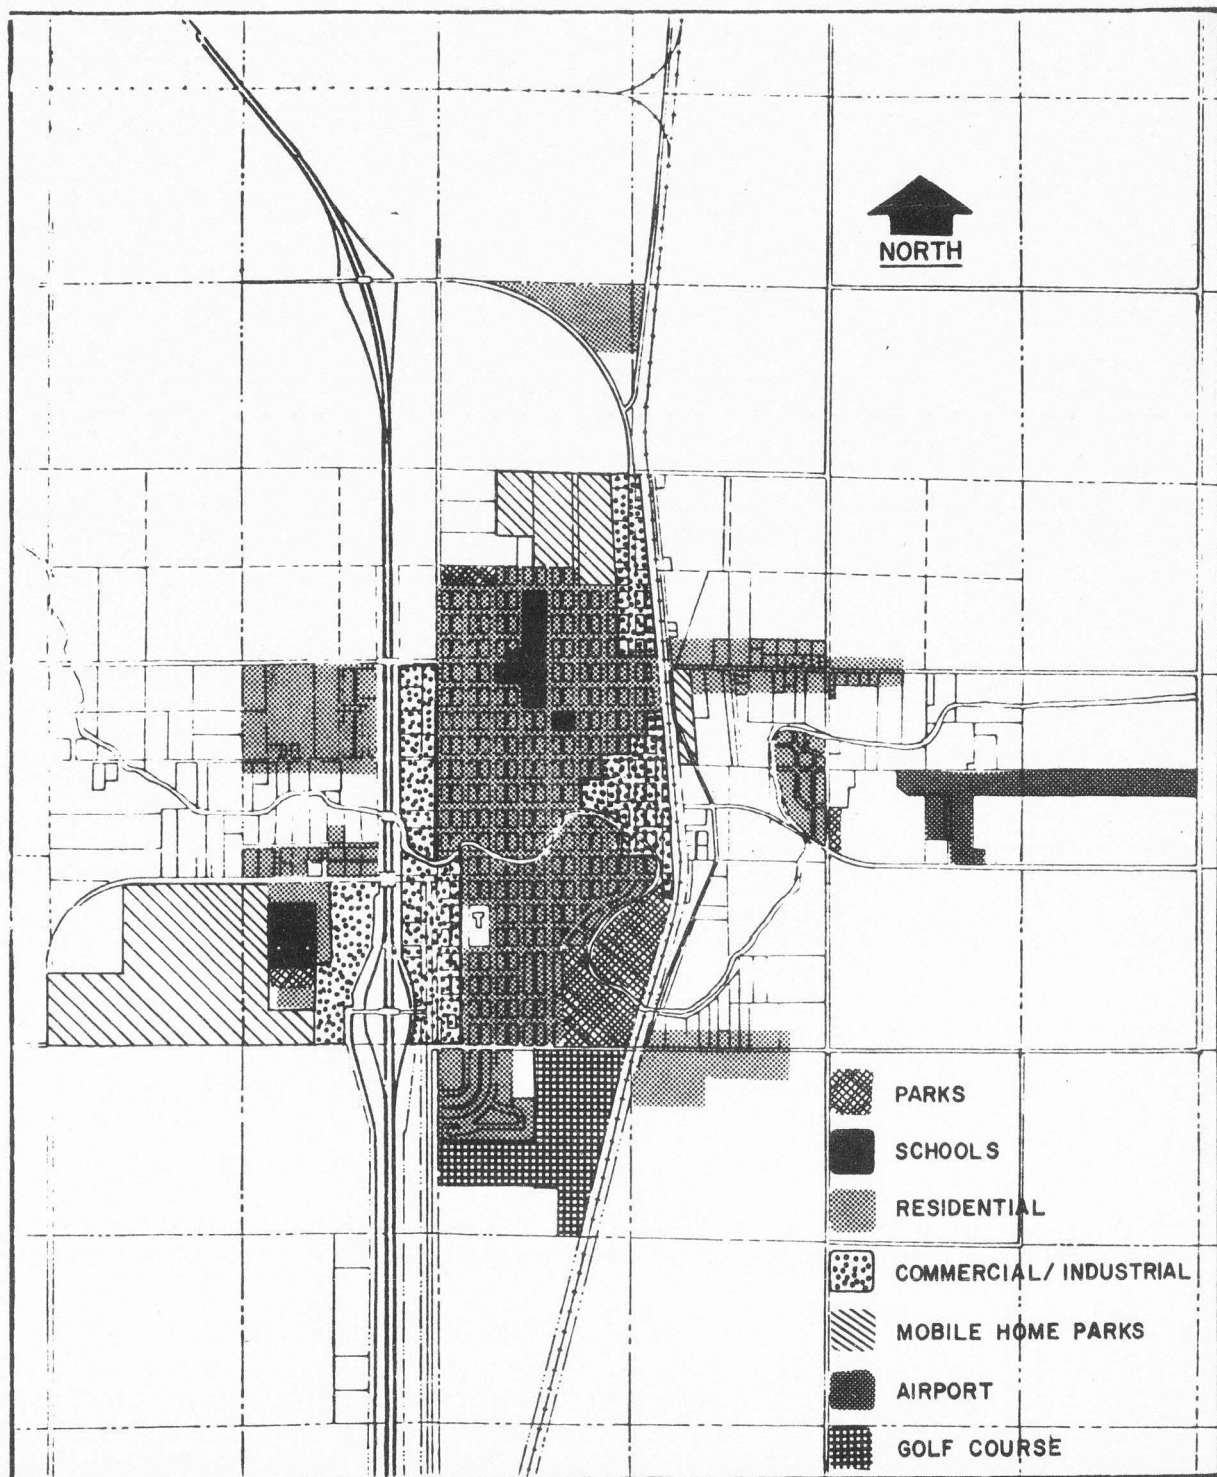 NORTH
T
PARKS
SCHOOLS
RESIDENTIAL
COMMERCIAL/ INDUSTRIAL
MOBILE HOME PARKS
AIRPORT
GOLF COURSE